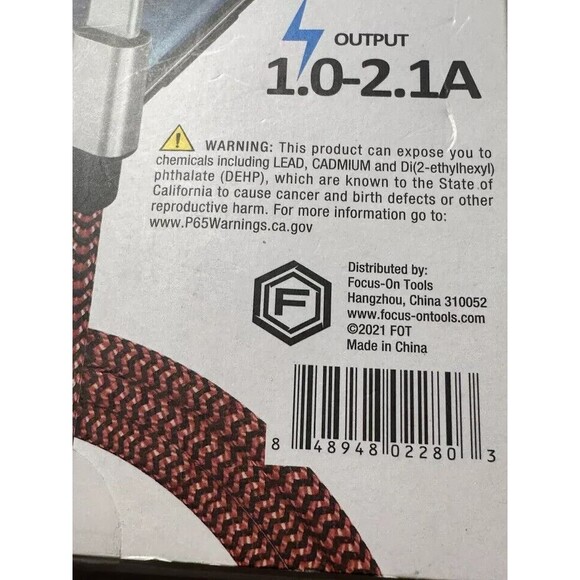 OUTPUT
1.0-2.1A
WARNING: This product can expose you to
chemicals including LEAD, CADMIUM and Di(2-ethylhexyl)
phthalate (DEHP), which are known to the State of
California to cause cancer and birth defects or other
reproductive harm. For more information go to:
www.P65Warnings.ca.gov
F
Distributed by:
Focus-On Tools
Hangzhou, China 310052
www.focus-ontools.com
©2021 FOT
Made in China
8 48948 02280 3